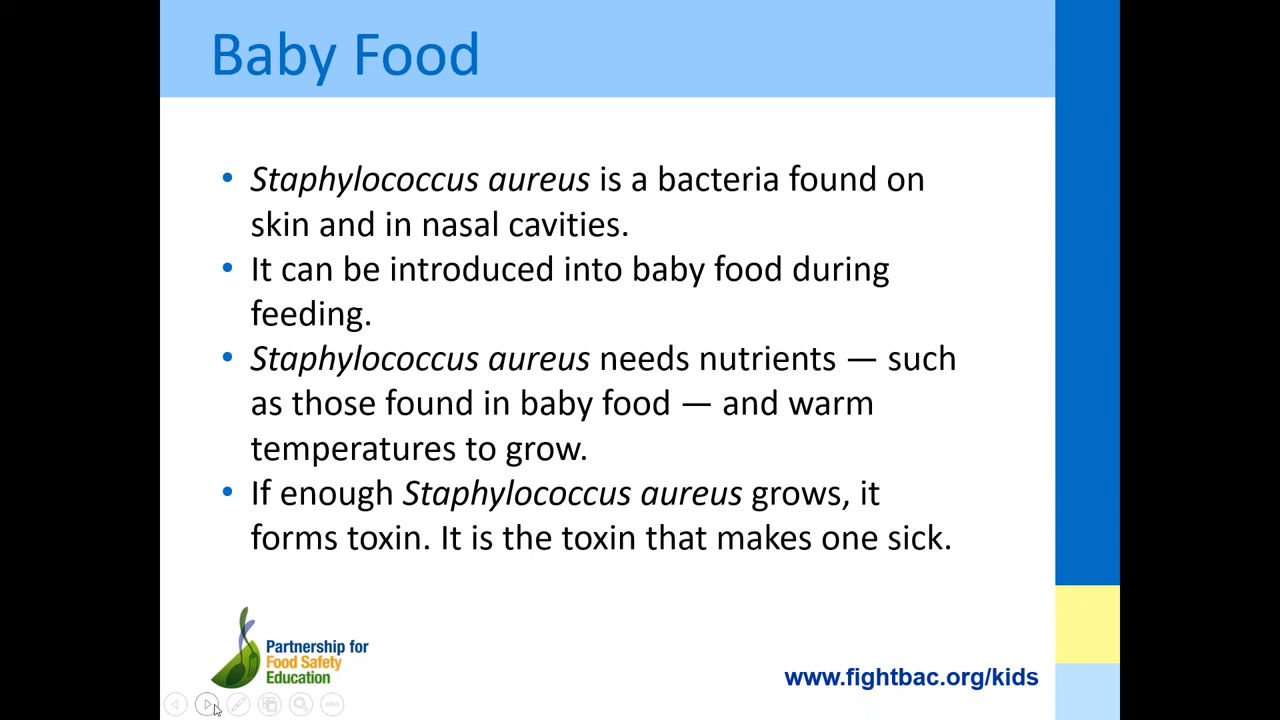 Baby Food
• Staphylococcus aureus is a bacteria found on
skin and in nasal cavities.
• It can be introduced into baby food during
feeding.
• Staphylococcus aureus needs nutrients — such
as those found in baby food — and warm
temperatures to grow.
• If enough Staphylococcus aureus grows, it
forms toxin. It is the toxin that makes one sick.
Partnership for
Food Safety
Education
www.fightbac.org/kids